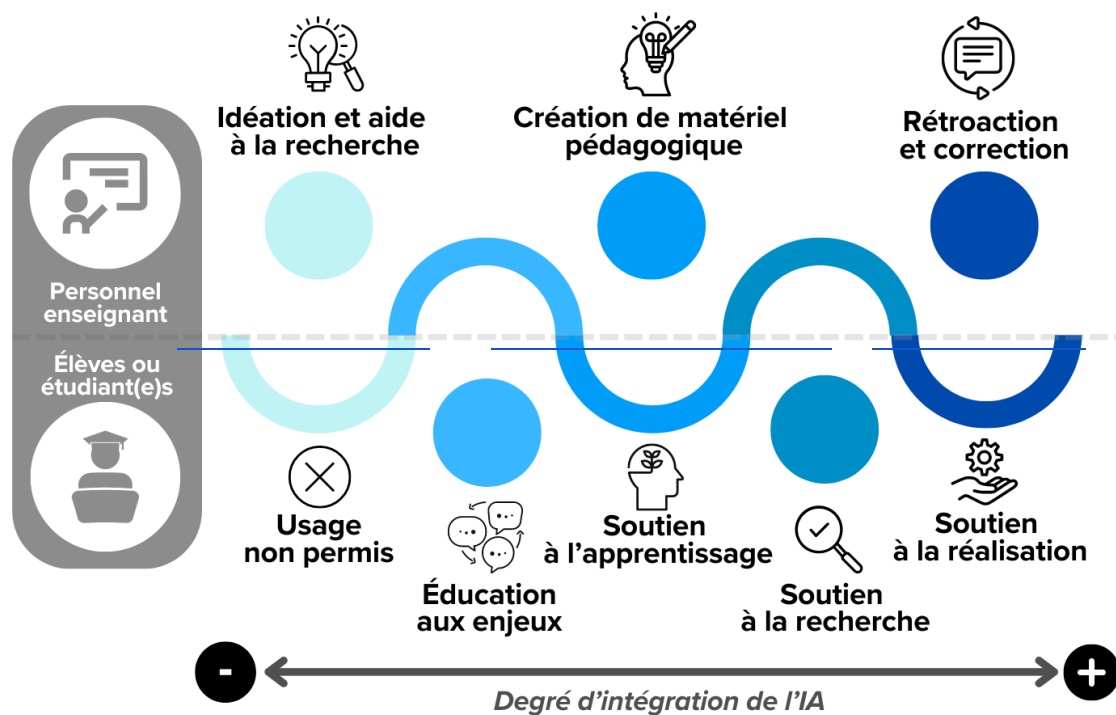 Idéation et aide
à la recherche
Création de matériel
pédagogique
Rétroaction
et correction
Personnel
enseignant
Élèves ou
étudiant(e)s
Usage
non permis
Éducation
aux enjeux
Soutien
à l'apprentissage
Soutien
à la recherche
Soutien
à la réalisation
-
+
Degré d'intégration de l'IA